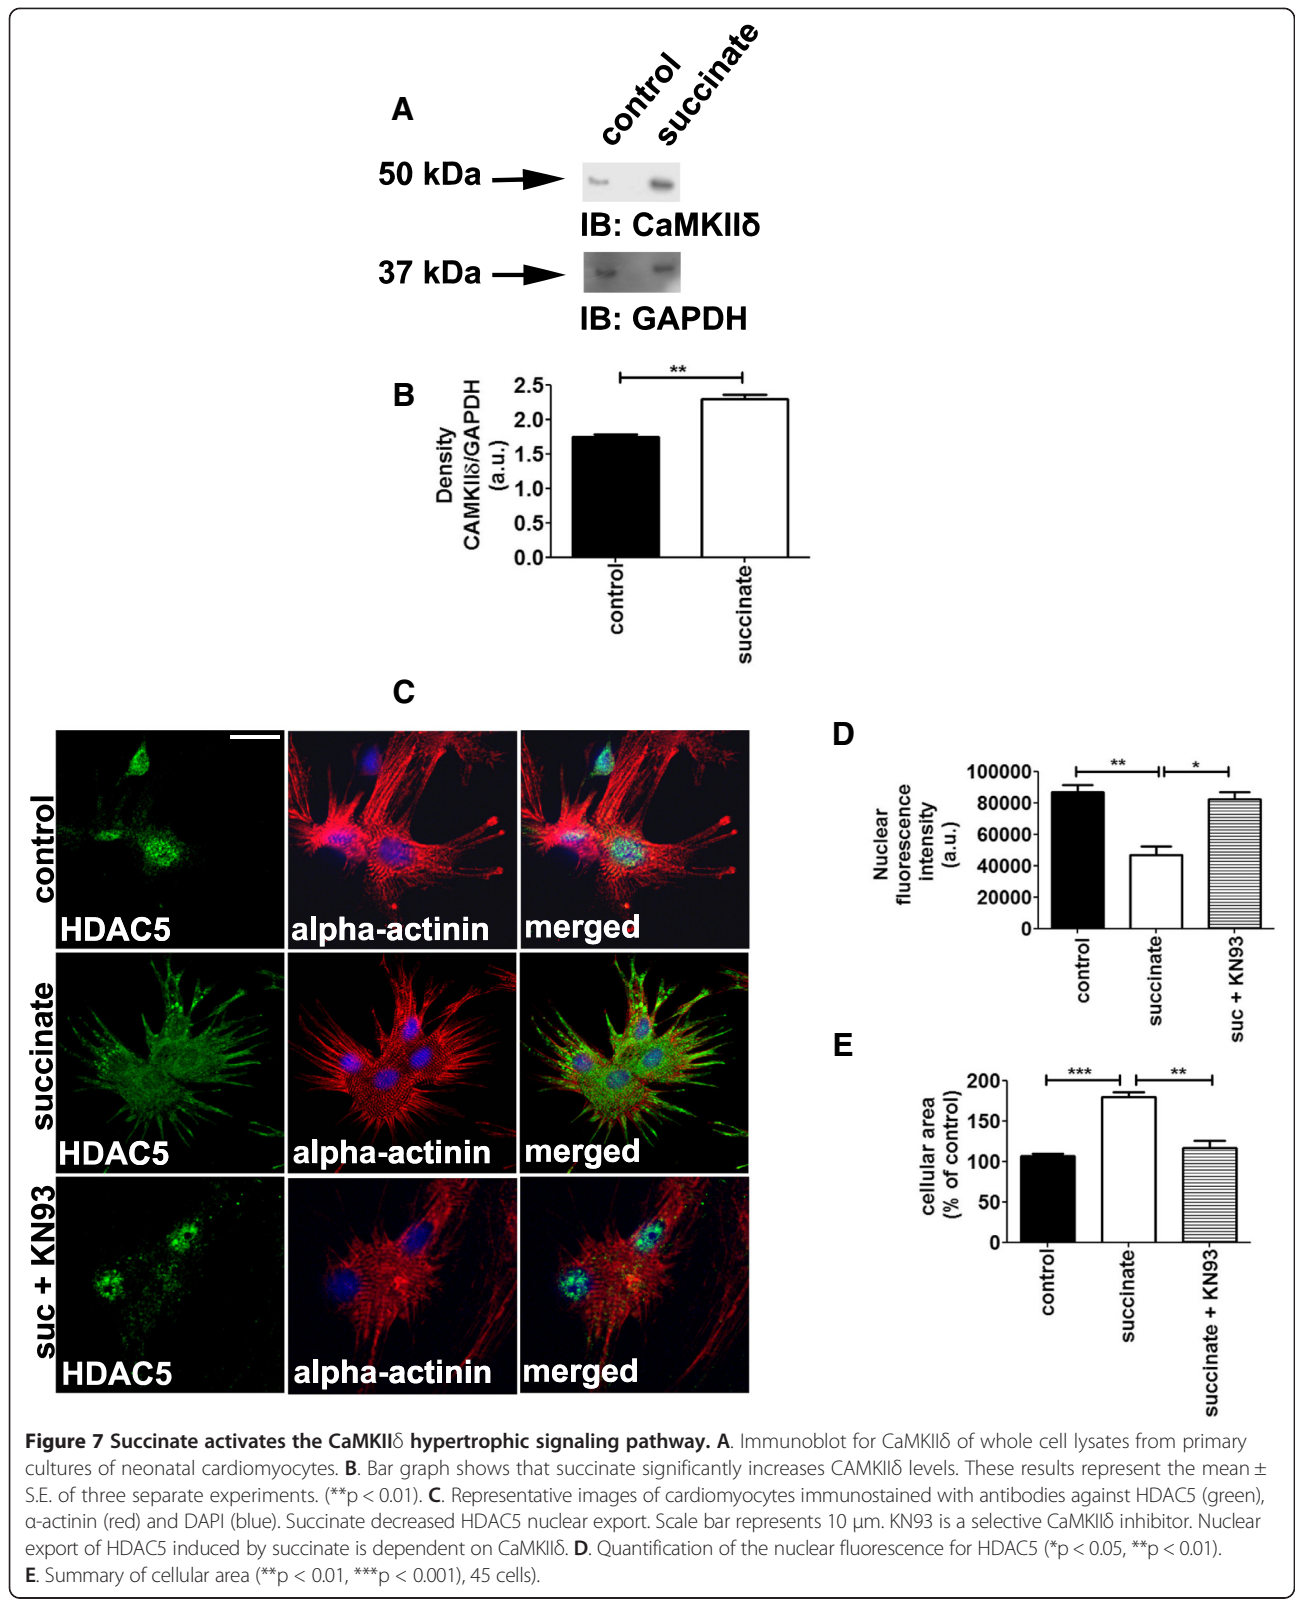 A
control
succinate
50 kDa
IB: CaMKIIδ
37 kDa
IB: GAPDH
B
**
Density
CAMKIIδ/GAPDH
(a.u.)
2.5
2.0
1.5
1.0
0.5
0.0
control
succinate
C
control
HDAC5
alpha-actinin
merged
succinate
HDAC5
alpha-actinin
merged
suc + KN93
HDAC5
alpha-actinin
merged
D
**
*
Nuclear
fluorescence
intensity
(a.u.)
100000
80000
60000
40000
20000
0
control
succinate
suc + KN93
E
***
**
cellular area
(% of control)
200
150
100
50
0
control
succinate
succinate + KN93
Figure 7 Succinate activates the CaMKIIδ hypertrophic signaling pathway. A. Immunoblot for CaMKIIδ of whole cell lysates from primary
cultures of neonatal cardiomyocytes. B. Bar graph shows that succinate significantly increases CAMKIIδ levels. These results represent the mean ±
S.E. of three separate experiments. (**p < 0.01). C. Representative images of cardiomyocytes immunostained with antibodies against HDAC5 (green),
α-actinin (red) and DAPI (blue). Succinate decreased HDAC5 nuclear export. Scale bar represents 10 μm. KN93 is a selective CaMKIIδ inhibitor. Nuclear
export of HDAC5 induced by succinate is dependent on CaMKIIδ. D. Quantification of the nuclear fluorescence for HDAC5 (*p < 0.05, **p < 0.01).
E. Summary of cellular area (**p < 0.01, ***p < 0.001), 45 cells).